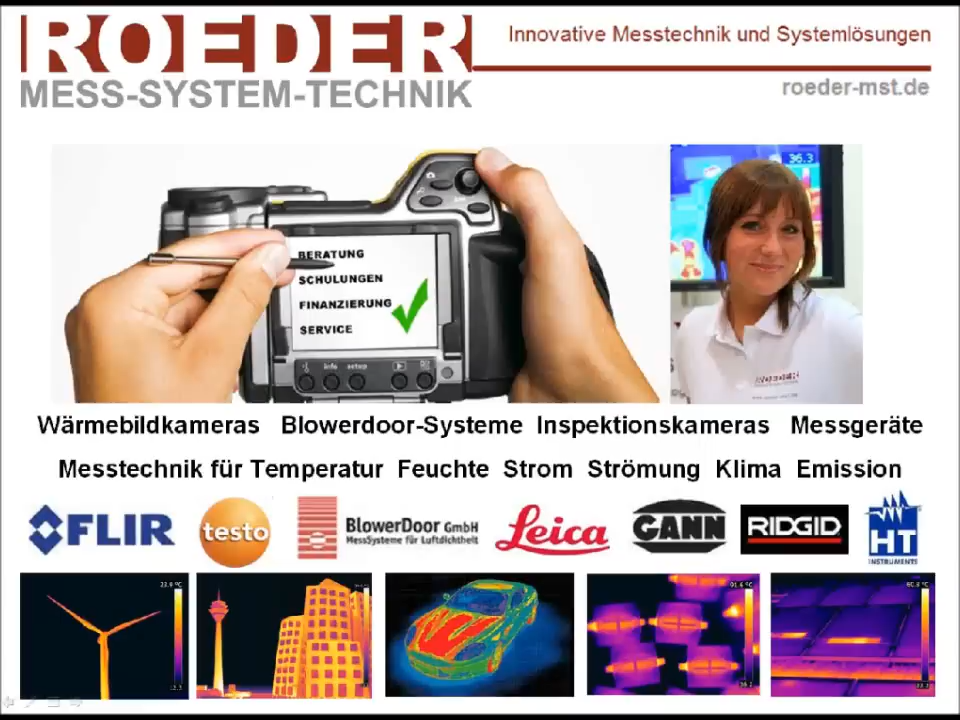 ROEDER
MESS-SYSTEM-TECHNIK
Innovative Messtechnik und Systemlösungen
roeder-mst.de
BERATUNG
SCHULUNGEN
FINANZIERUNG
SERVICE
info setup
36.3
ROEDER
Wärmebildkameras Blowerdoor-Systeme Inspektionskameras Messgeräte
Messtechnik für Temperatur Feuchte Strom Strömung Klima Emission
FLIR
testo
BlowerDoor GmbH
MessSysteme für Luftdichtheit
Leica
GANN
RIDGID
HT
INSTRUMENTS